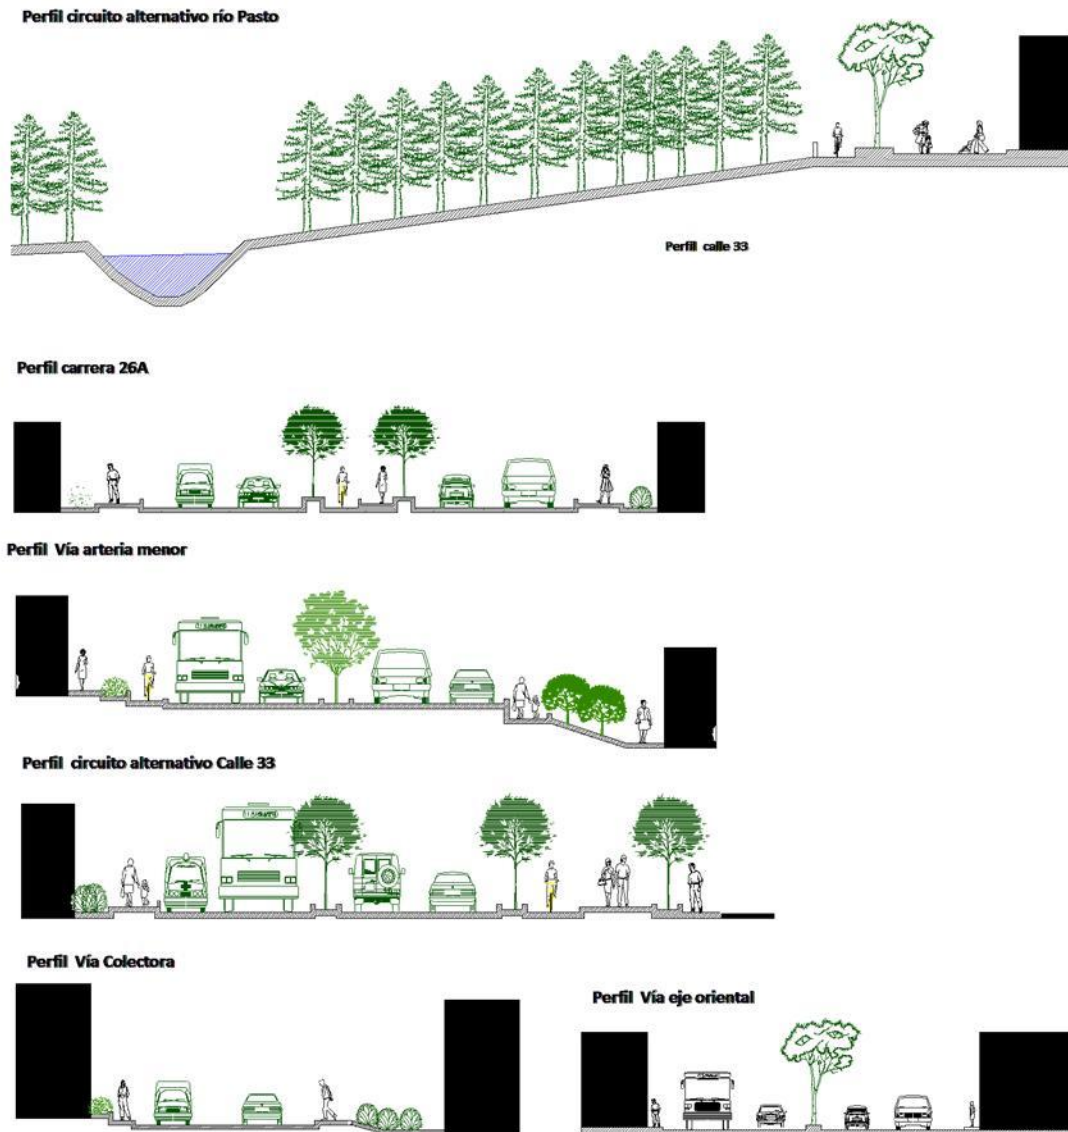 Perfil circuito alternativo río Pasto
Perfil calle 33
Perfil carrera 26A
Perfil Vía arteria menor
Perfil circuito alternativo Calle 33
Perfil Vía Colectora
Perfil Vía eje oriental